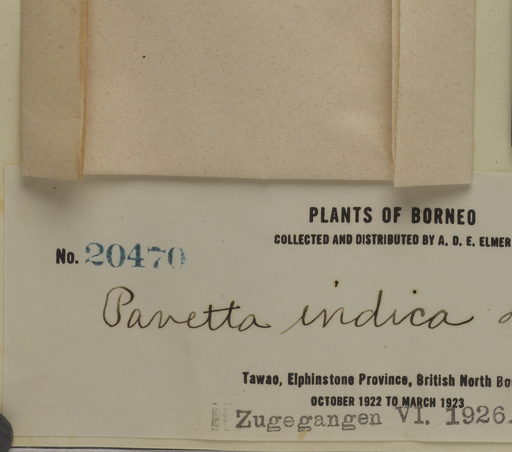 PLANTS OF BORNEO
COLLECTED AND DISTRIBUTED BY A. D. E. ELMER
No. 20470
Pavetta indica
Tawao, Elphinstone Province, British North Bo
OCTOBER 1922 TO MARCH 1923
Zugegangen VI. 1926.